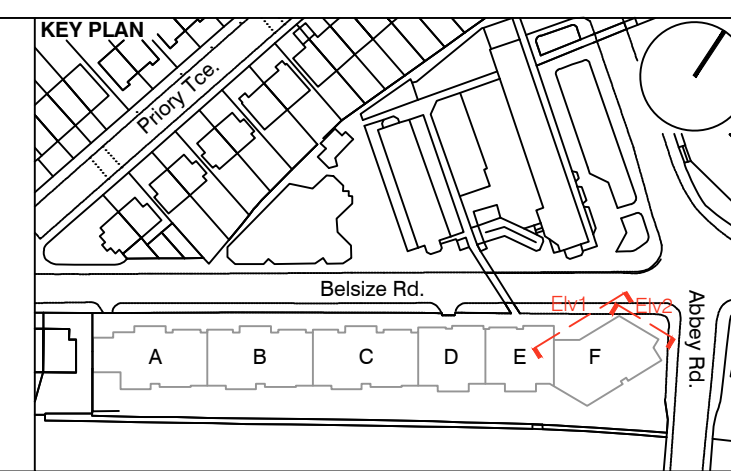 KEY PLAN
Priory Tce.
Belsize Rd.
Elv1
Elv2
Abbey Rd.
A
B
C
D
E
F